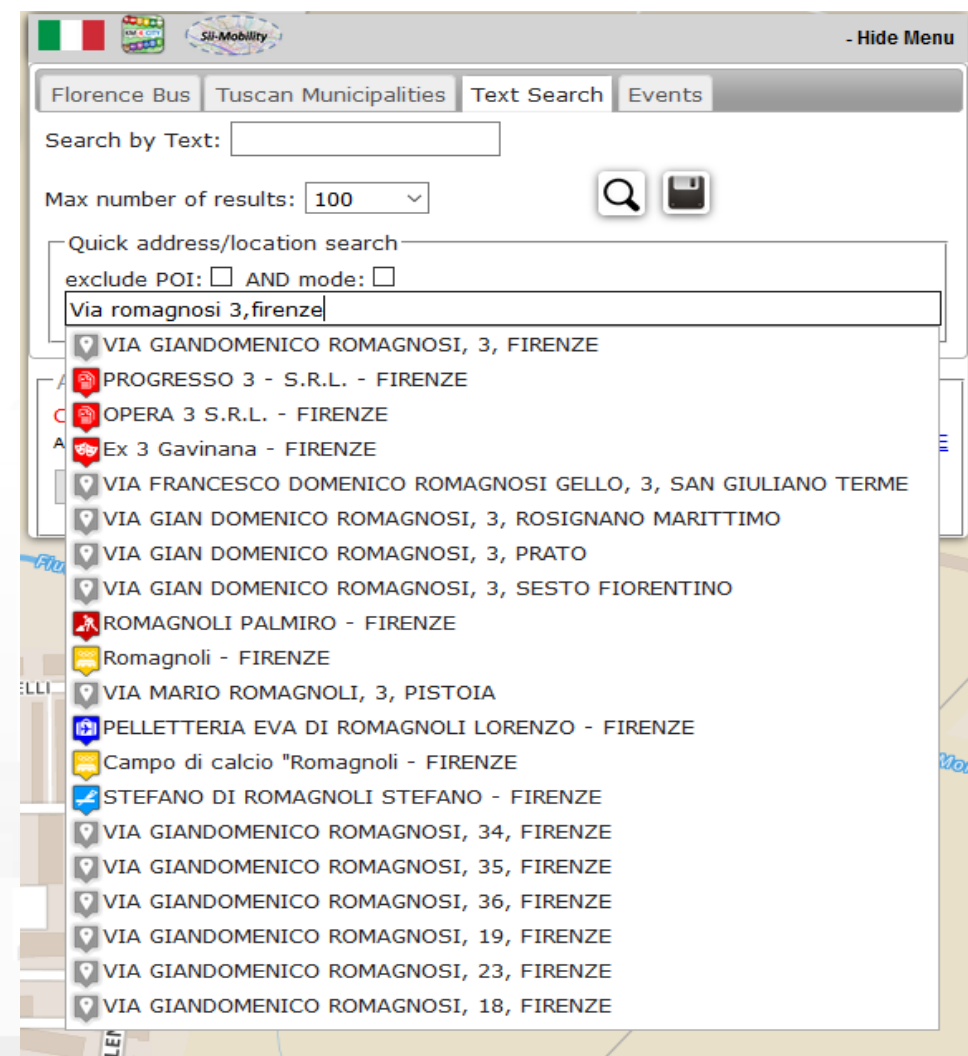 KM 4 CITY
Sii-Mobility
- Hide Menu
Florence Bus Tuscan Municipalities Text Search Events
Search by Text:
Max number of results: 100
Quick address/location search
exclude POI: AND mode:
Via romagnosi 3,firenze
VIA GIANDOMENICO ROMAGNOSI, 3, FIRENZE
PROGRESSO 3 - S.R.L. - FIRENZE
OPERA 3 S.R.L. - FIRENZE
Ex 3 Gavinana - FIRENZE
VIA FRANCESCO DOMENICO ROMAGNOSI GELLO, 3, SAN GIULIANO TERME
VIA GIAN DOMENICO ROMAGNOSI, 3, ROSIGNANO MARITTIMO
VIA GIAN DOMENICO ROMAGNOSI, 3, PRATO
VIA GIAN DOMENICO ROMAGNOSI, 3, SESTO FIORENTINO
ROMAGNOLI PALMIRO - FIRENZE
Romagnoli - FIRENZE
VIA MARIO ROMAGNOLI, 3, PISTOIA
PELLETTERIA EVA DI ROMAGNOLI LORENZO - FIRENZE
Campo di calcio "Romagnoli - FIRENZE
STEFANO DI ROMAGNOLI STEFANO - FIRENZE
VIA GIANDOMENICO ROMAGNOSI, 34, FIRENZE
VIA GIANDOMENICO ROMAGNOSI, 35, FIRENZE
VIA GIANDOMENICO ROMAGNOSI, 36, FIRENZE
VIA GIANDOMENICO ROMAGNOSI, 19, FIRENZE
VIA GIANDOMENICO ROMAGNOSI, 23, FIRENZE
VIA GIANDOMENICO ROMAGNOSI, 18, FIRENZE